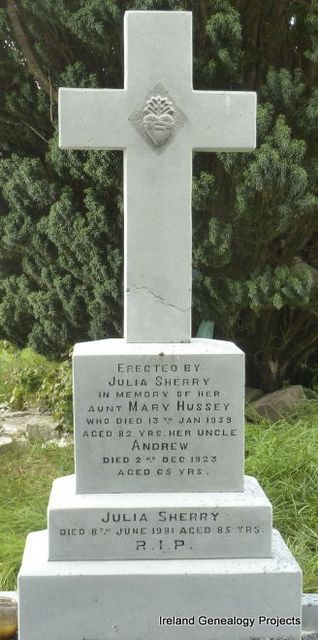 Erected by
Julia Sherry
in memory of her
aunt Mary Hussey
who died 13th Jan 1939
aged 82 yrs. her uncle
Andrew
died 2nd Dec 1923
aged 65 yrs.
Julia Sherry
died 8th June 1981 aged 85 yrs.
R.I.P.
Ireland Genealogy Projects